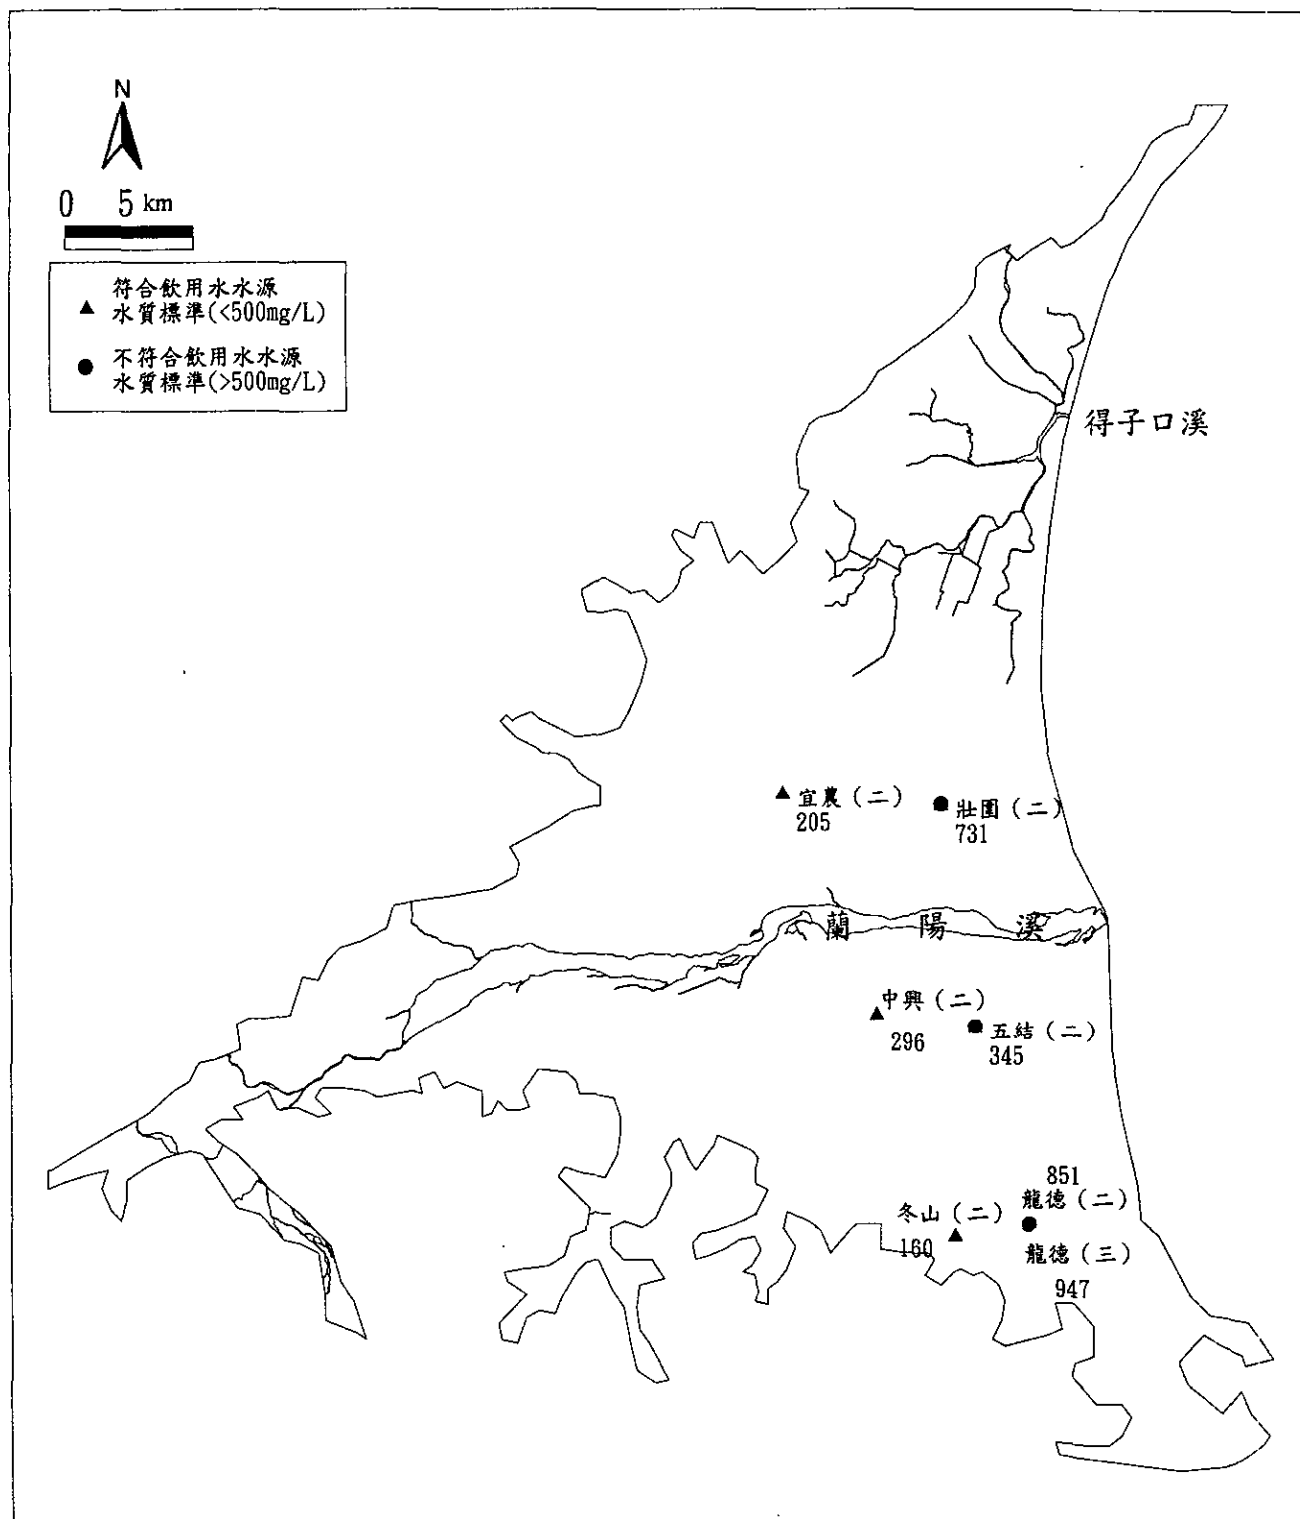 N
0 5 km
符合飲用水水源
水質標準(<500mg/L)
不符合飲用水水源
水質標準(>500mg/L)
得子口溪
宜農（二）
205
壯圍（二）
731
蘭陽溪
中興（二）
296
五結（二）
345
851
龍德（二）
冬山（二）
160
龍德（三）
947